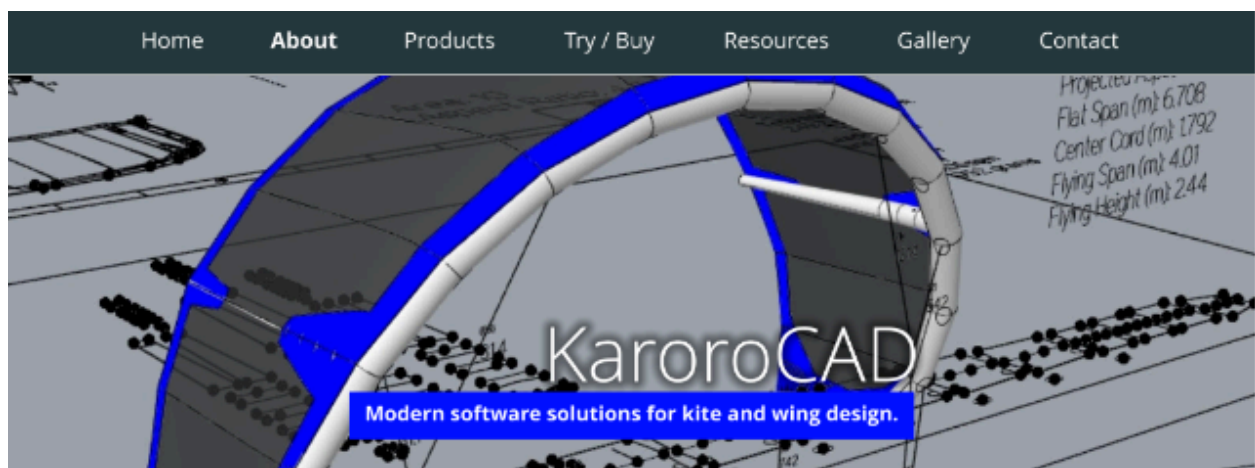 Home About Products Try / Buy Resources Gallery Contact
Flat Span (m): 6.708
Center Cord (m): 1.792
Flying Span (m): 4.01
Flying Height (m): 2.44
KaroroCAD
Modern software solutions for kite and wing design.
142